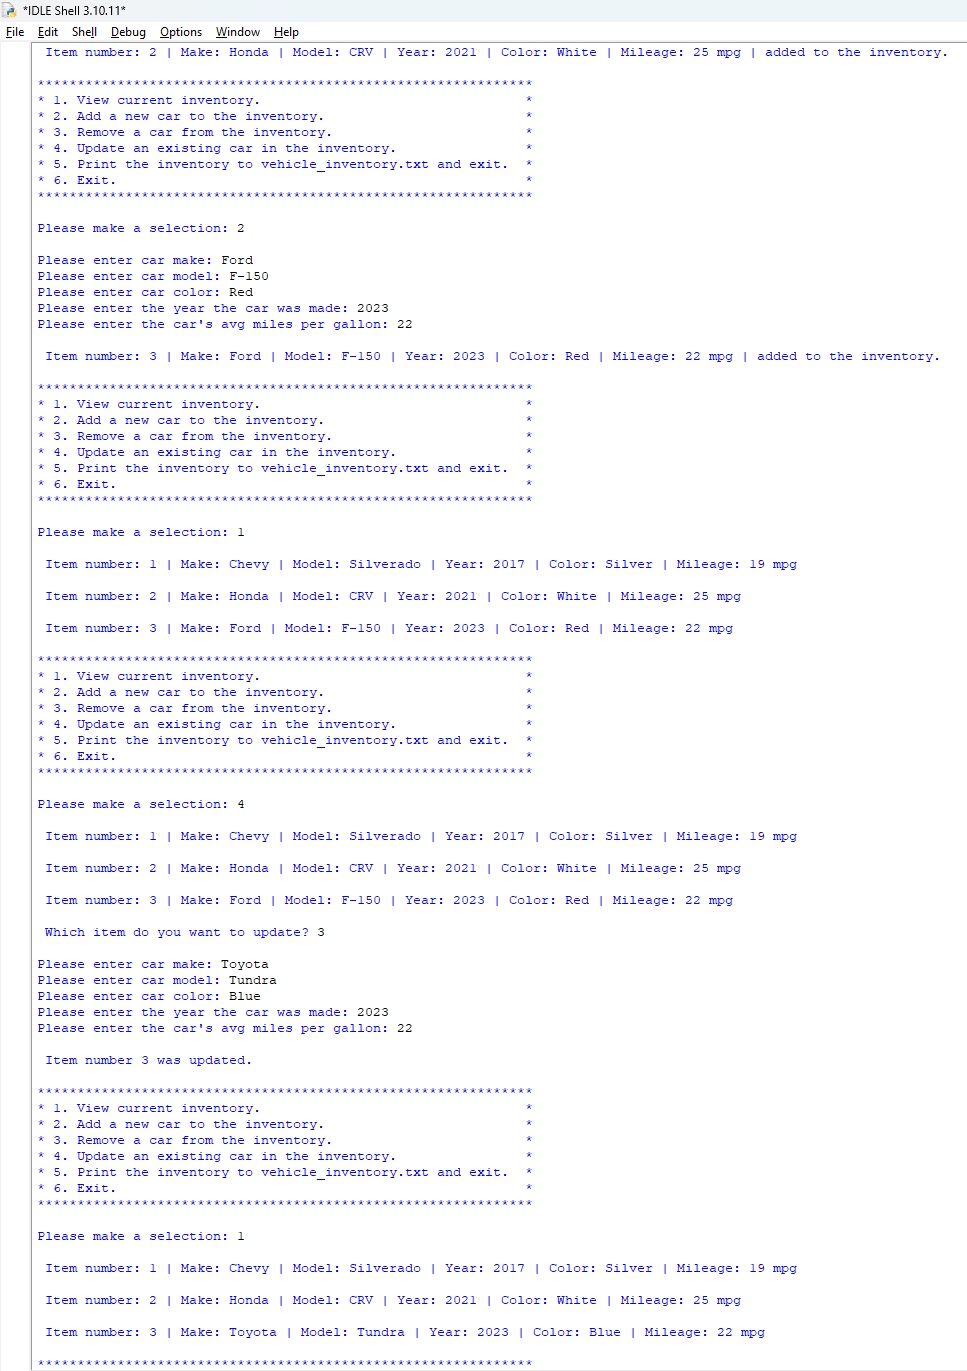 *IDLE Shell 3.10.11*
File Edit Shell Debug Options Window Help
Item number: 2 | Make: Honda | Model: CRV | Year: 2021 | Color: White | Mileage: 25 mpg | added to the inventory.
**************************************************************
* 1. View current inventory. *
* 2. Add a new car to the inventory. *
* 3. Remove a car from the inventory. *
* 4. Update an existing car in the inventory. *
* 5. Print the inventory to vehicle_inventory.txt and exit. *
* 6. Exit. *
**************************************************************
Please make a selection: 2
Please enter car make: Ford
Please enter car model: F-150
Please enter car color: Red
Please enter the year the car was made: 2023
Please enter the car's avg miles per gallon: 22
Item number: 3 | Make: Ford | Model: F-150 | Year: 2023 | Color: Red | Mileage: 22 mpg | added to the inventory.
**************************************************************
* 1. View current inventory. *
* 2. Add a new car to the inventory. *
* 3. Remove a car from the inventory. *
* 4. Update an existing car in the inventory. *
* 5. Print the inventory to vehicle_inventory.txt and exit. *
* 6. Exit. *
**************************************************************
Please make a selection: 1
Item number: 1 | Make: Chevy | Model: Silverado | Year: 2017 | Color: Silver | Mileage: 19 mpg
Item number: 2 | Make: Honda | Model: CRV | Year: 2021 | Color: White | Mileage: 25 mpg
Item number: 3 | Make: Ford | Model: F-150 | Year: 2023 | Color: Red | Mileage: 22 mpg
**************************************************************
* 1. View current inventory. *
* 2. Add a new car to the inventory. *
* 3. Remove a car from the inventory. *
* 4. Update an existing car in the inventory. *
* 5. Print the inventory to vehicle_inventory.txt and exit. *
* 6. Exit. *
**************************************************************
Please make a selection: 4
Item number: 1 | Make: Chevy | Model: Silverado | Year: 2017 | Color: Silver | Mileage: 19 mpg
Item number: 2 | Make: Honda | Model: CRV | Year: 2021 | Color: White | Mileage: 25 mpg
Item number: 3 | Make: Ford | Model: F-150 | Year: 2023 | Color: Red | Mileage: 22 mpg
Which item do you want to update? 3
Please enter car make: Toyota
Please enter car model: Tundra
Please enter car color: Blue
Please enter the year the car was made: 2023
Please enter the car's avg miles per gallon: 22
Item number 3 was updated.
**************************************************************
* 1. View current inventory. *
* 2. Add a new car to the inventory. *
* 3. Remove a car from the inventory. *
* 4. Update an existing car in the inventory. *
* 5. Print the inventory to vehicle_inventory.txt and exit. *
* 6. Exit. *
**************************************************************
Please make a selection: 1
Item number: 1 | Make: Chevy | Model: Silverado | Year: 2017 | Color: Silver | Mileage: 19 mpg
Item number: 2 | Make: Honda | Model: CRV | Year: 2021 | Color: White | Mileage: 25 mpg
Item number: 3 | Make: Toyota | Model: Tundra | Year: 2023 | Color: Blue | Mileage: 22 mpg
**************************************************************